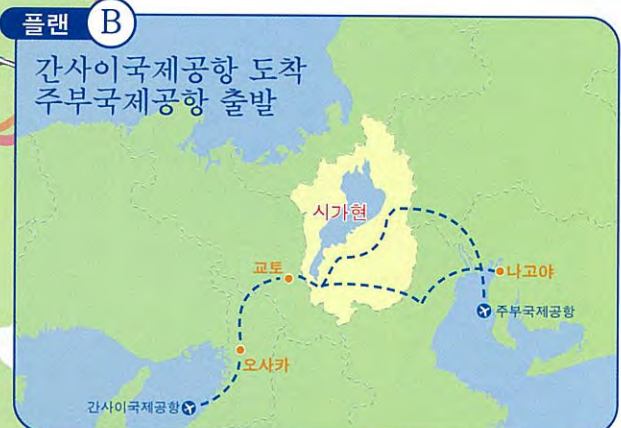 플랜 B
간사이국제공항 도착
주부국제공항 출발
시가현
교토
나고야
주부국제공항
오사카
간사이국제공항